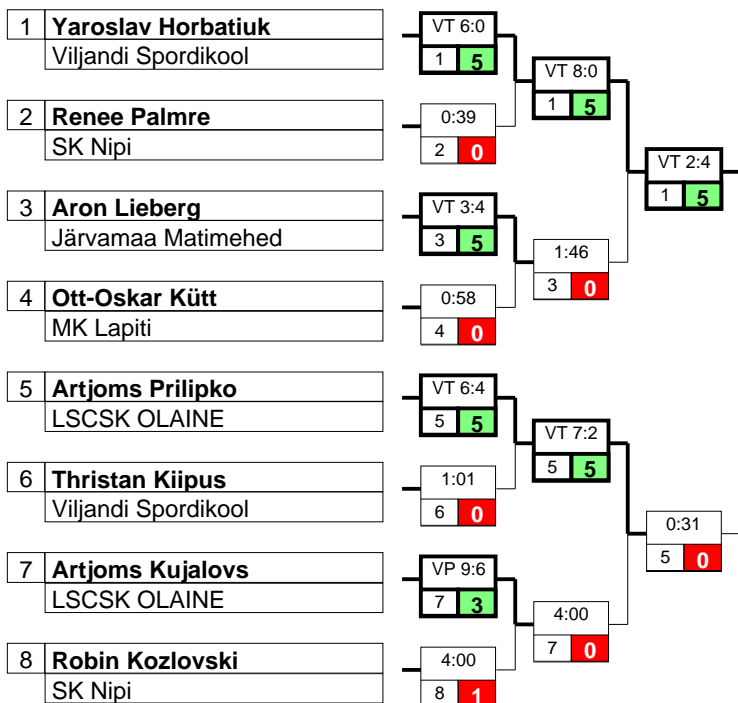 1 Yaroslav Horbatiuk
Viljandi Spordikool
VT 6:0
1 5
VT 8:0
1 5
2 Renee Palmre
SK Nipi
0:39
2 0
VT 2:4
1 5
3 Aron Lieberg
Järvamaa Matimehed
VT 3:4
3 5
1:46
3 0
4 Ott-Oskar Kütt
MK Lapiti
0:58
4 0
5 Artjoms Prilipko
LSCSK OLAINE
VT 6:4
5 5
VT 7:2
5 5
6 Thristan Kiipus
Viljandi Spordikool
1:01
6 0
0:31
5 0
7 Artjoms Kujalovs
LSCSK OLAINE
VP 9:6
7 3
4:00
7 0
8 Robin Kozlovski
SK Nipi
4:00
8 1